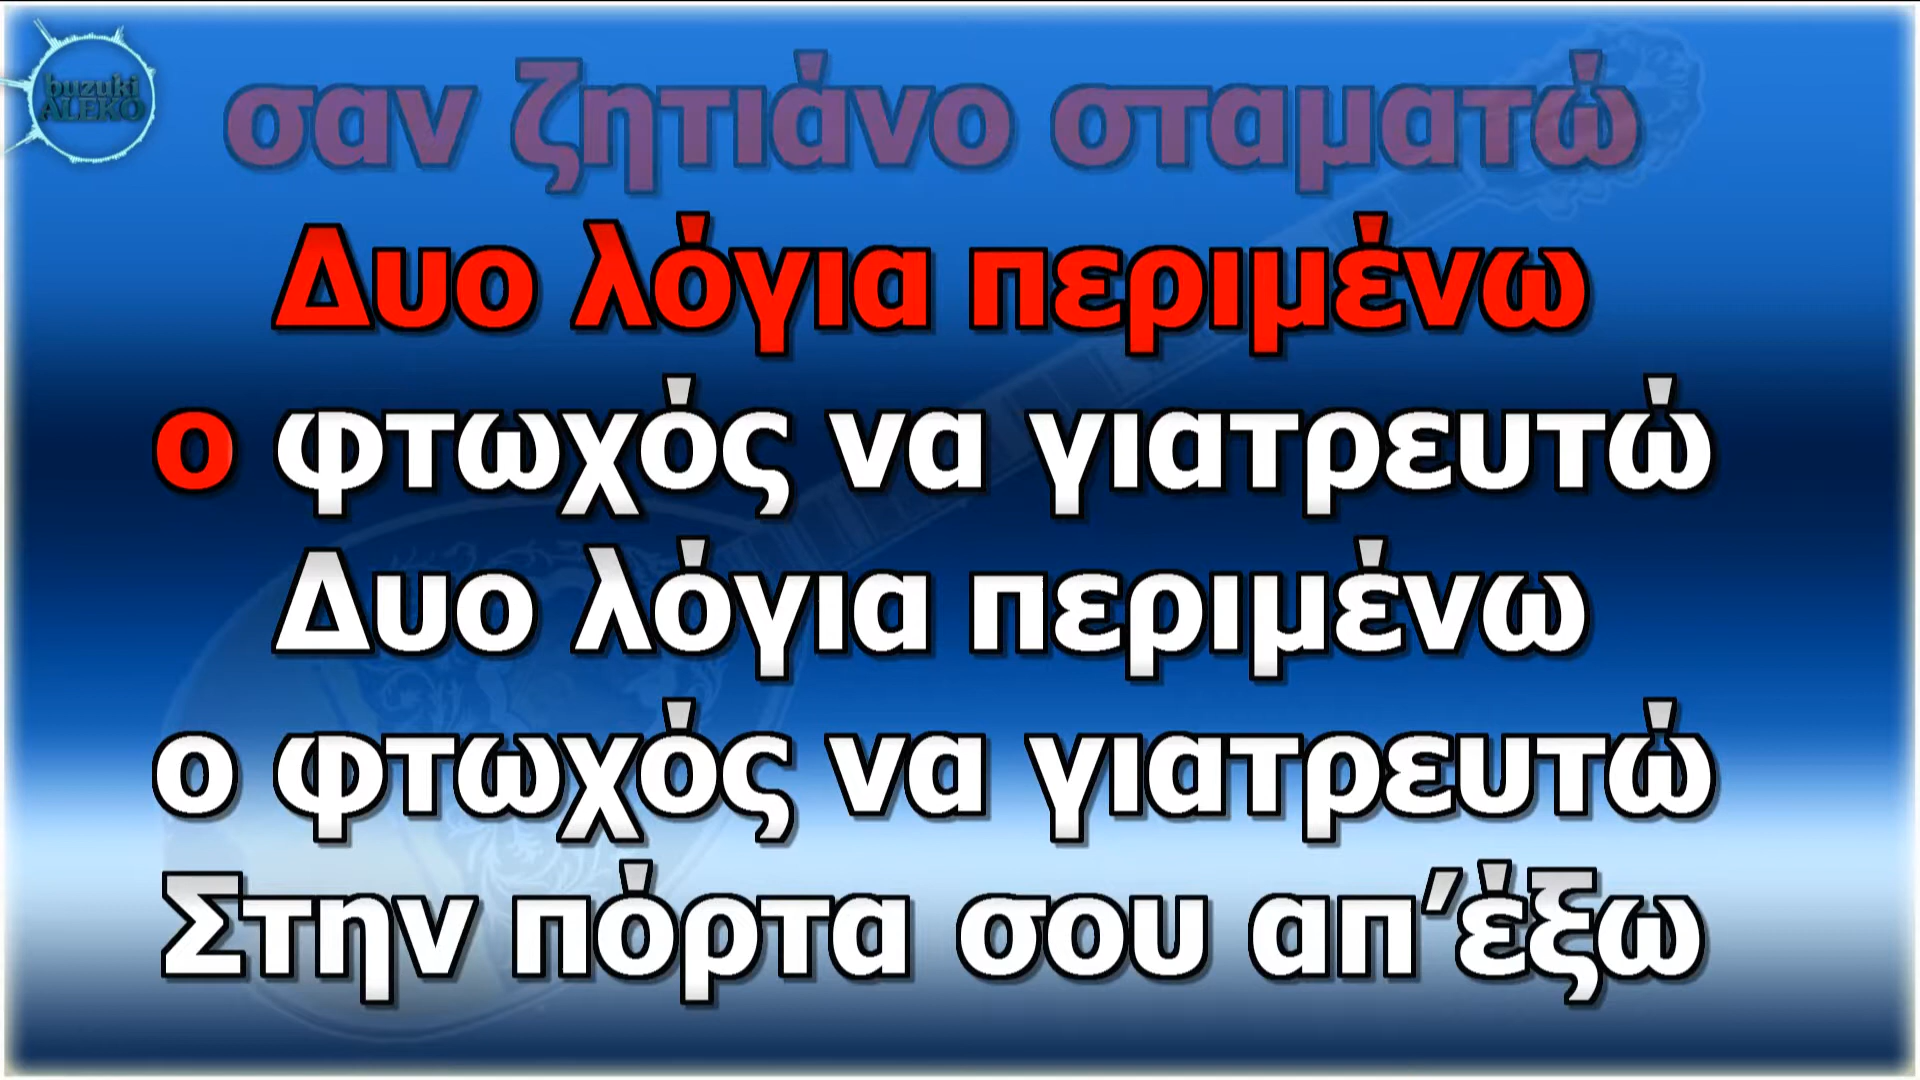 buzuki
ALEKO
σαν ζητιάνο σταματώ
Δυο λόγια περιμένω
ο φτωχός να γιατρευτώ
Δυο λόγια περιμένω
ο φτωχός να γιατρευτώ
Στην πόρτα σου απ΄έξω